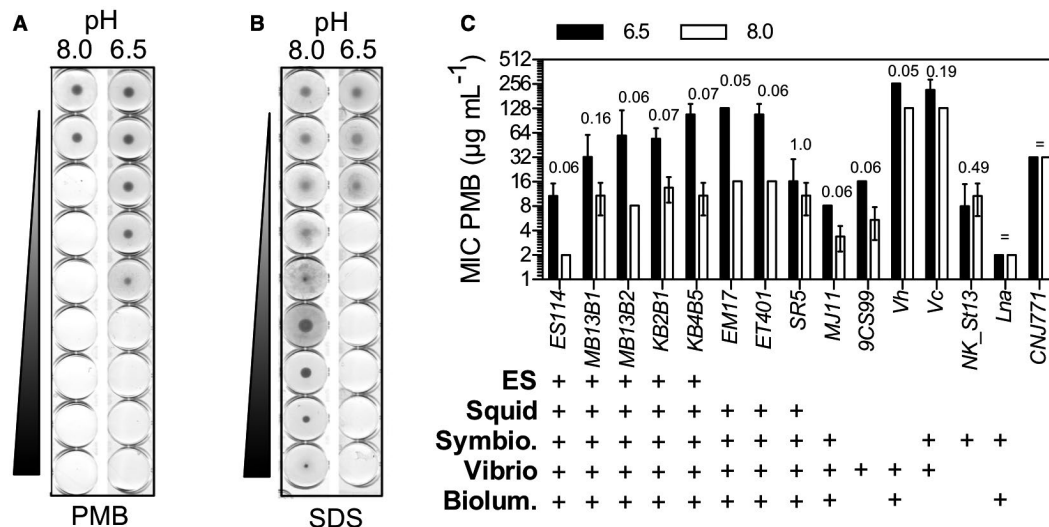 A
pH
8.0 6.5
PMB
B
pH
8.0 6.5
SDS
C
6.5 8.0
MIC PMB (µg mL⁻¹)
512
256
128
64
32
16
8
4
2
1
0.06
0.16
0.06
0.07
0.07
0.05
0.06
1.0
0.06
0.06
0.05
0.19
0.49
=
=
ES114
MB13B1
MB13B2
KB2B1
KB4B5
EM17
ET401
SR5
MJ11
9CS99
Vh
Vc
NK_St13
Lna
CNJ771
ES + + + + +
Squid + + + + + + + +
Symbio. + + + + + + + + + + + +
Vibrio + + + + + + + + + + + +
Biolum. + + + + + + + + + + +